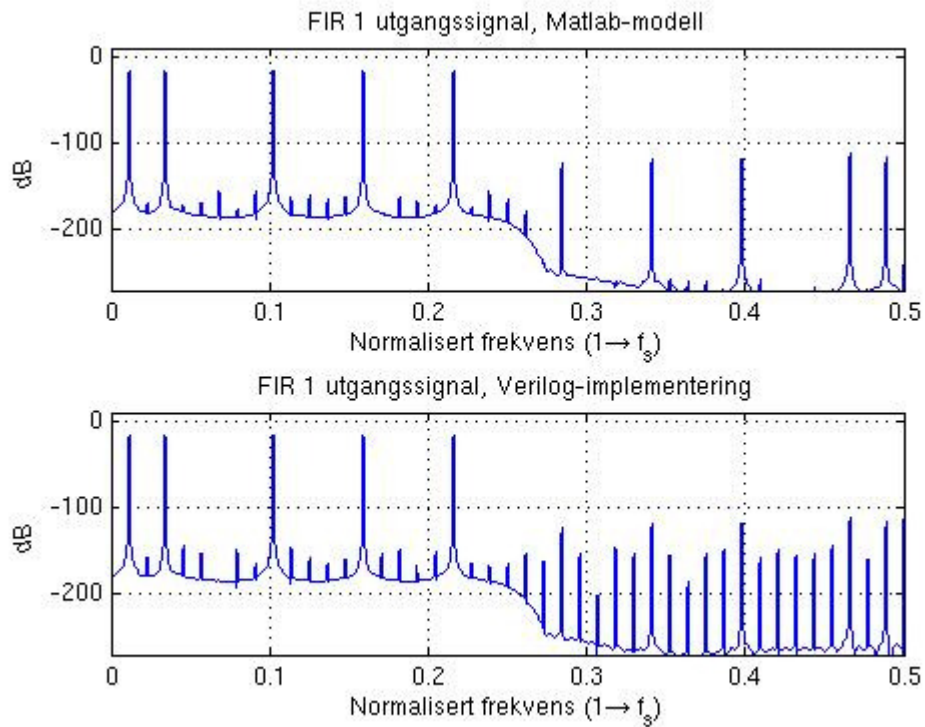 FIR 1 utgangssignal, Matlab-modell
0
-100
-200
dB
0 0.1 0.2 0.3 0.4 0.5
Normalisert frekvens (1→ f_s)
FIR 1 utgangssignal, Verilog-implementering
0
-100
-200
dB
0 0.1 0.2 0.3 0.4 0.5
Normalisert frekvens (1→ f_s)